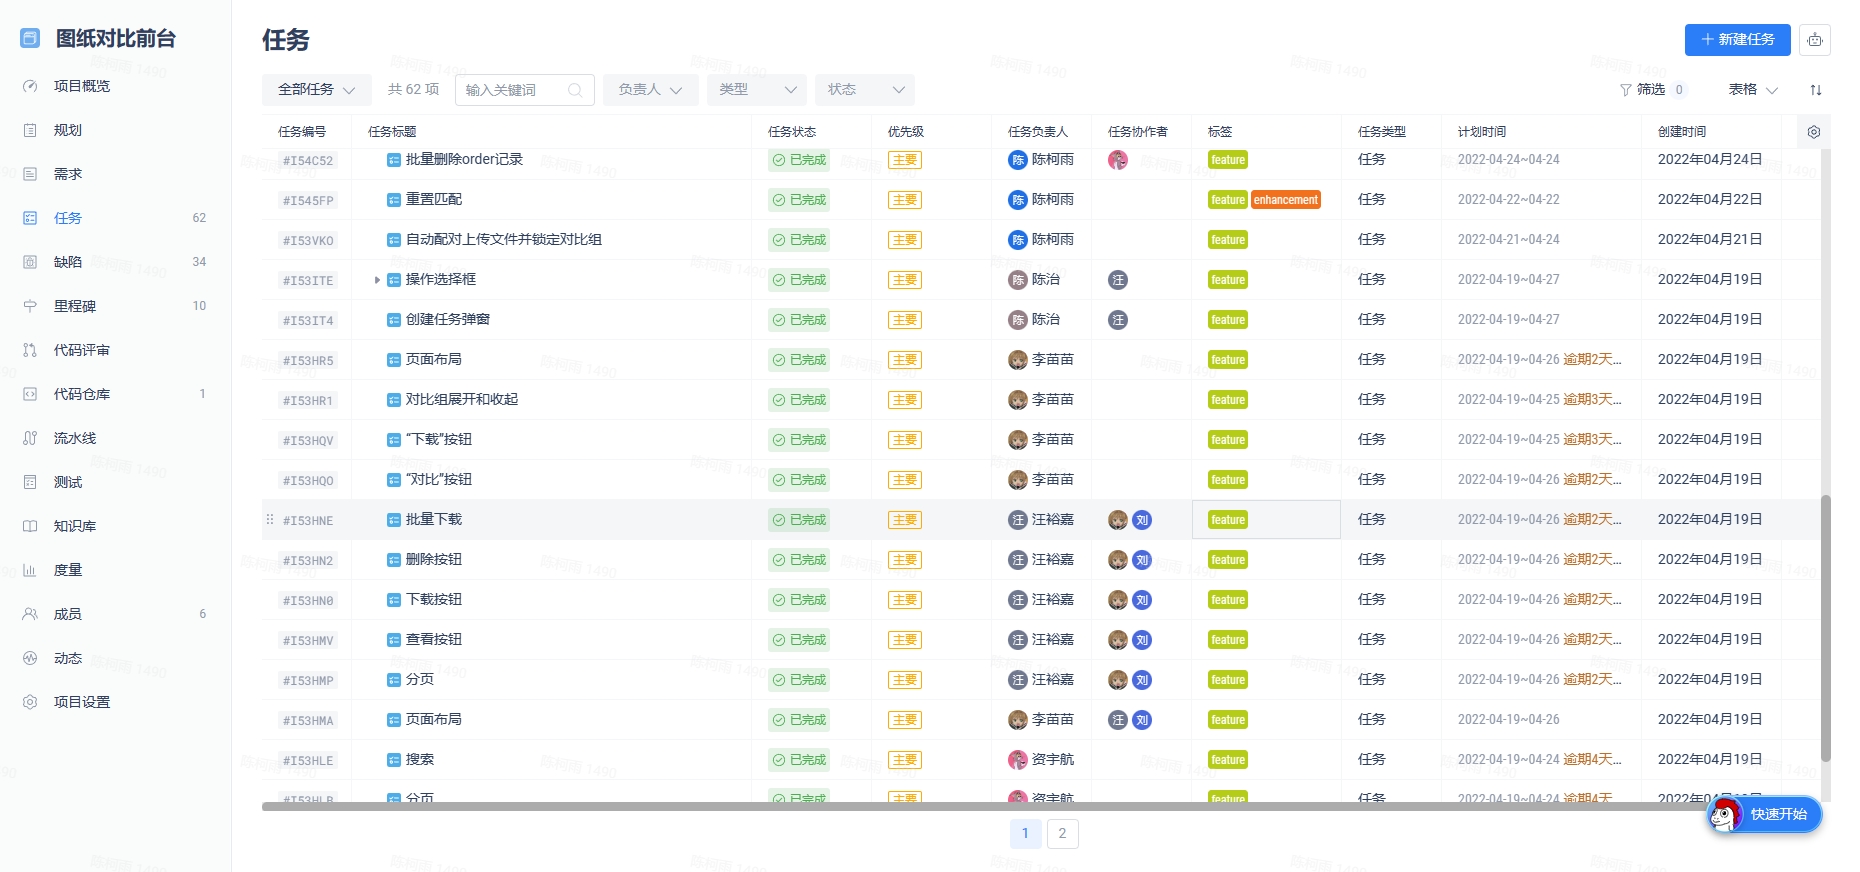 图纸对比前台
项目概览
规划
需求
任务 62
缺陷 34
里程碑 10
代码评审
代码仓库 1
流水线
测试
知识库
度量
成员 6
动态
项目设置
任务
新建任务
全部任务 共 62 项 输入关键词 负责人 类型 状态 筛选 0 表格
任务编号 任务标题 任务状态 优先级 任务负责人 任务协作者 标签 任务类型 计划时间 创建时间
#I54C52 批量删除order记录 已完成 主要 陈 陈柯雨 feature 任务 2022-04-24~04-24 2022年04月24日
#I545FP 重置匹配 已完成 主要 陈 陈柯雨 feature enhancement 任务 2022-04-22~04-22 2022年04月22日
#I53VKO 自动配对上传文件并锁定对比组 已完成 主要 陈 陈柯雨 feature 任务 2022-04-21~04-24 2022年04月21日
#I53ITE 操作选择框 已完成 主要 陈 陈治 汪 feature 任务 2022-04-19~04-27 2022年04月19日
#I53IT4 创建任务弹窗 已完成 主要 陈 陈治 汪 feature 任务 2022-04-19~04-27 2022年04月19日
#I53HR5 页面布局 已完成 主要 李苗苗 feature 任务 2022-04-19~04-26 逾期2天... 2022年04月19日
#I53HR1 对比组展开和收起 已完成 主要 李苗苗 feature 任务 2022-04-19~04-25 逾期3天... 2022年04月19日
#I53HQV “下载”按钮 已完成 主要 李苗苗 feature 任务 2022-04-19~04-25 逾期3天... 2022年04月19日
#I53HQO “对比”按钮 已完成 主要 李苗苗 feature 任务 2022-04-19~04-26 逾期2天... 2022年04月19日
#I53HNE 批量下载 已完成 主要 汪 汪裕嘉 刘 feature 任务 2022-04-19~04-26 逾期2天... 2022年04月19日
#I53HN2 删除按钮 已完成 主要 汪 汪裕嘉 刘 feature 任务 2022-04-19~04-26 逾期2天... 2022年04月19日
#I53HN0 下载按钮 已完成 主要 汪 汪裕嘉 刘 feature 任务 2022-04-19~04-26 逾期2天... 2022年04月19日
#I53HMV 查看按钮 已完成 主要 汪 汪裕嘉 刘 feature 任务 2022-04-19~04-26 逾期2天... 2022年04月19日
#I53HMP 分页 已完成 主要 汪 汪裕嘉 刘 feature 任务 2022-04-19~04-26 逾期2天... 2022年04月19日
#I53HMA 页面布局 已完成 主要 李苗苗 汪 刘 feature 任务 2022-04-19~04-26 2022年04月19日
#I53HLE 搜索 已完成 主要 资宇航 feature 任务 2022-04-19~04-24 逾期4天... 2022年04月19日
#I53HLB 分页 已完成 主要 资宇航 feature 任务 2022-04-19~04-24 逾期4天 2022年04月19日
快速开始
1 2
陈柯雨 1490